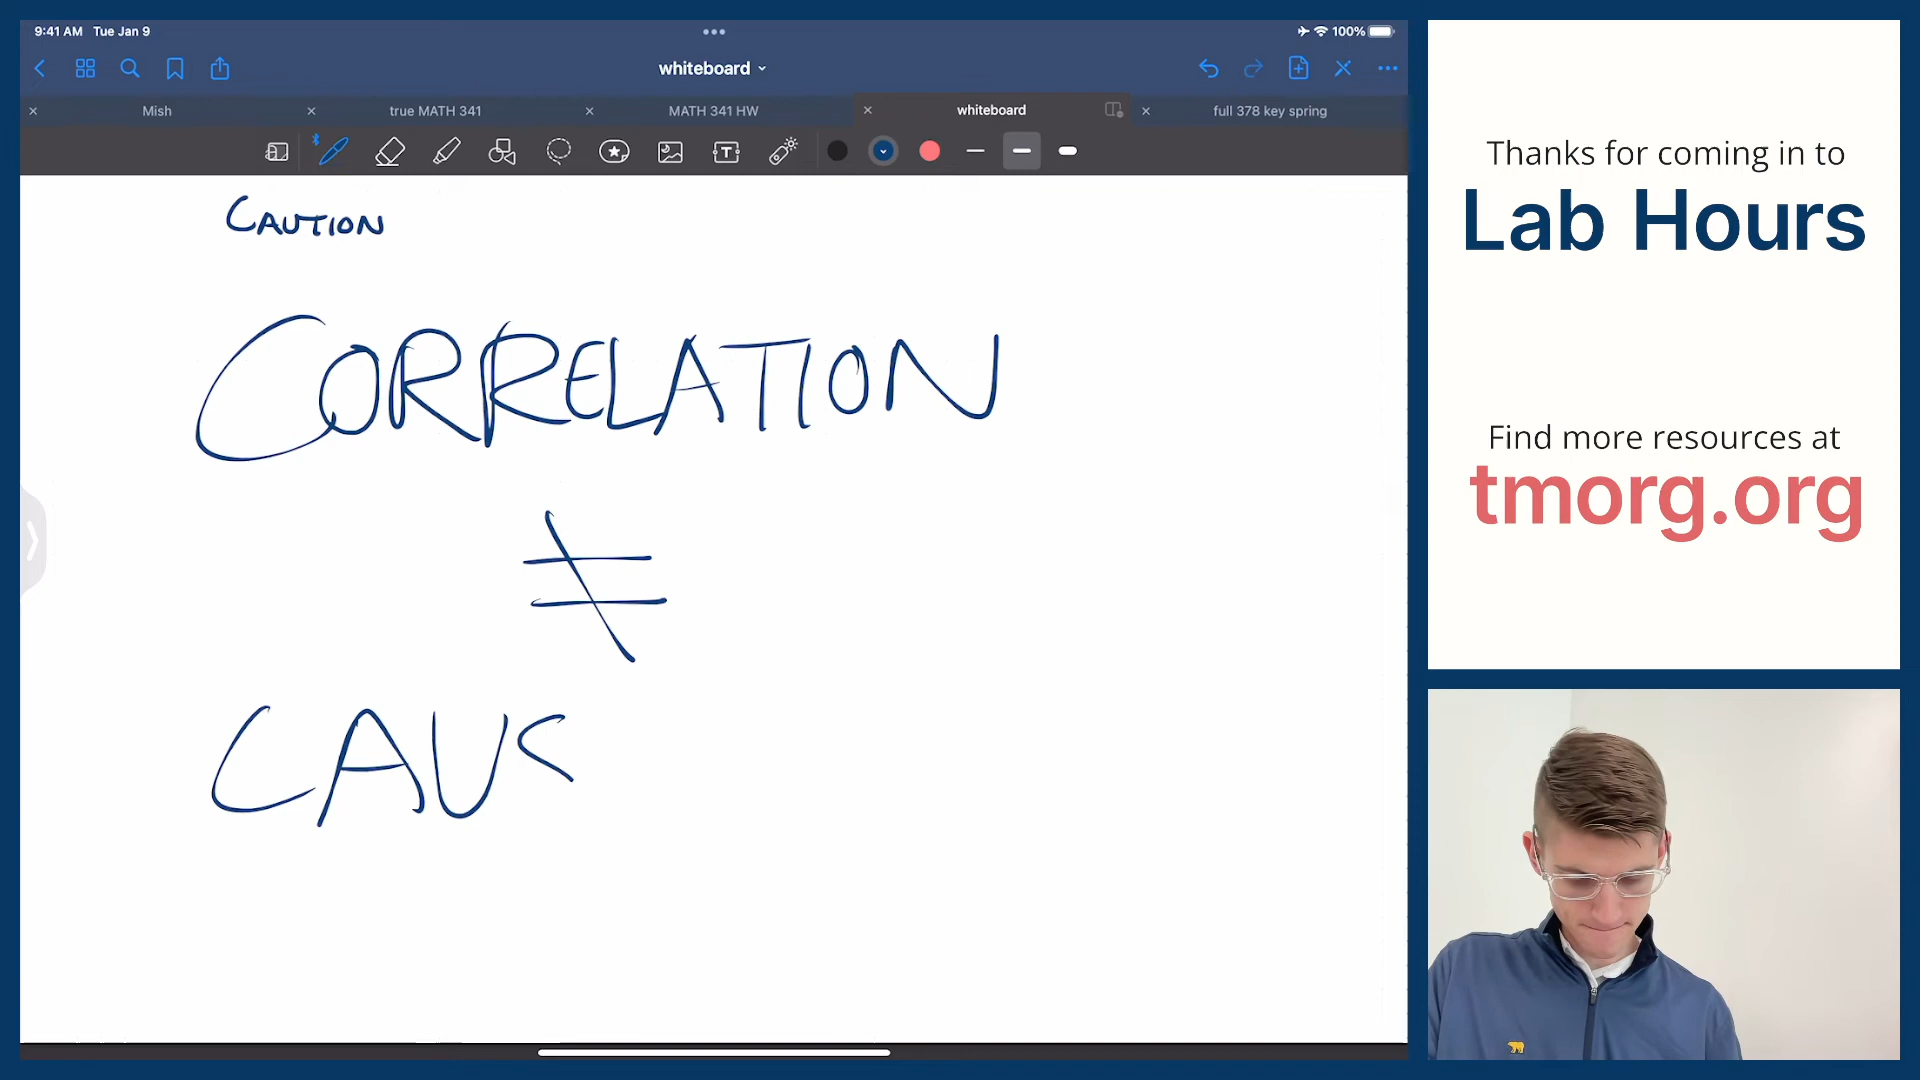 9:41 AM Tue Jan 9
100%
whiteboard
Mish
true MATH 341
MATH 341 HW
whiteboard
full 378 key spring
T
CAUTION
CORRELATION
≠
CAUS
Thanks for coming in to
Lab Hours
Find more resources at
tmorg.org